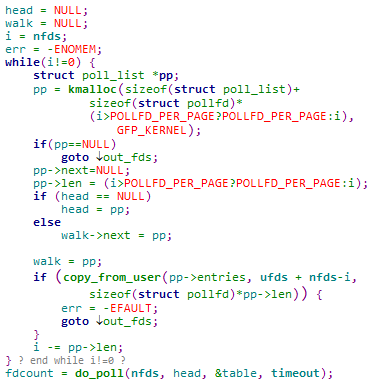 head = NULL;
walk = NULL;
i = nfds;
err = -ENOMEM;
while(i!=0) {
struct poll_list *pp;
pp = kmalloc(sizeof(struct poll_list)+
sizeof(struct pollfd)*
(i>POLLFD_PER_PAGE?POLLFD_PER_PAGE:i),
GFP_KERNEL);
if(pp==NULL)
goto ↓out_fds;
pp->next=NULL;
pp->len = (i>POLLFD_PER_PAGE?POLLFD_PER_PAGE:i);
if (head == NULL)
head = pp;
else
walk->next = pp;
walk = pp;
if (copy_from_user(pp->entries, ufds + nfds-i,
sizeof(struct pollfd)*pp->len)) {
err = -EFAULT;
goto ↓out_fds;
}
i -= pp->len;
} ? end while i!=0 ?
fdcount = do_poll(nfds, head, &table, timeout);